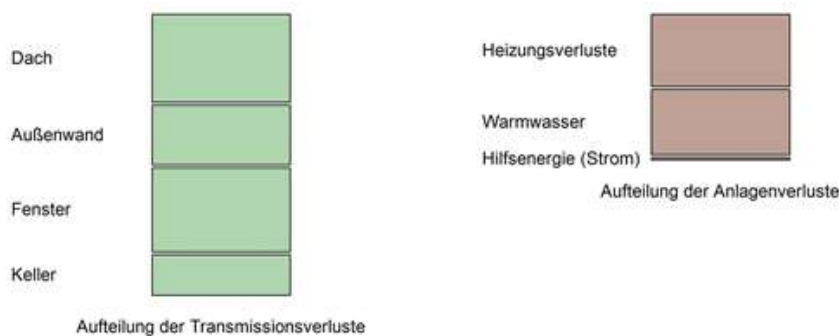 Dach
Außenwand
Fenster
Keller
Aufteilung der Transmissionsverluste
Heizungsverluste
Warmwasser
Hilfsenergie (Strom)
Aufteilung der Anlagenverluste